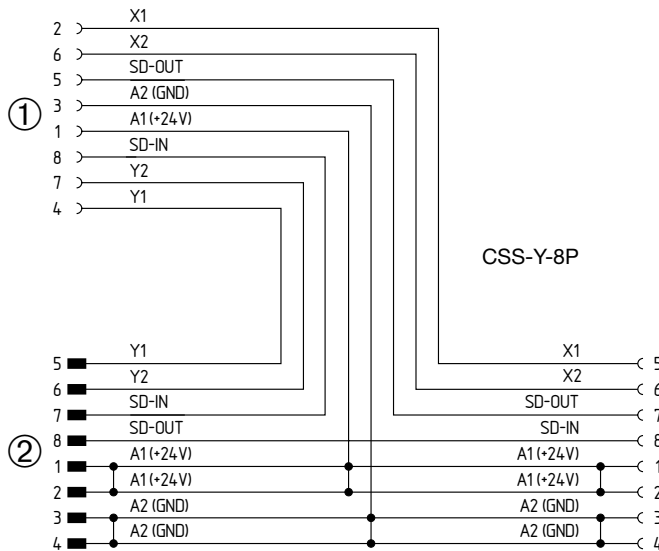 2 X1
6 X2
5 SD-OUT
3 A2 (GND)
① 1 A1 (+24V)
8 SD-IN
7 Y2
4 Y1
CSS-Y-8P
5 Y1 X1 5
6 Y2 X2 6
7 SD-IN SD-OUT 7
8 SD-OUT SD-IN 8
② 1 A1 (+24V) A1 (+24V) 1
2 A1 (+24V) A1 (+24V) 2
3 A2 (GND) A2 (GND) 3
4 A2 (GND) A2 (GND) 4